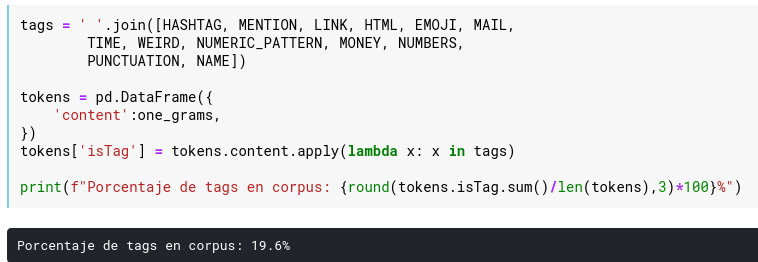 tags = ' '.join([HASHTAG, MENTION, LINK, HTML, EMOJI, MAIL,
        TIME, WEIRD, NUMERIC_PATTERN, MONEY, NUMBERS,
        PUNCTUATION, NAME])
tokens = pd.DataFrame({
    'content':one_grams,
})
tokens['isTag'] = tokens.content.apply(lambda x: x in tags)
print(f"Porcentaje de tags en corpus: {round(tokens.isTag.sum()/len(tokens),3)*100}%")
Porcentaje de tags en corpus: 19.6%